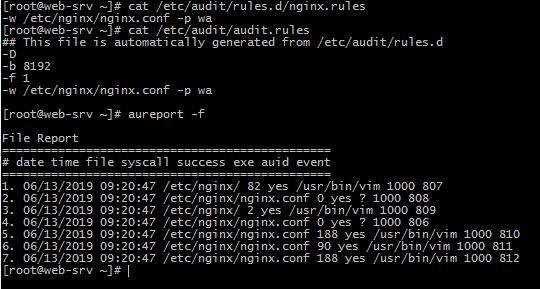 [root@web-srv ~]# cat /etc/audit/rules.d/nginx.rules
-w /etc/nginx/nginx.conf -p wa
[root@web-srv ~]# cat /etc/audit/audit.rules
## This file is automatically generated from /etc/audit/rules.d
-D
-b 8192
-f 1
-w /etc/nginx/nginx.conf -p wa
[root@web-srv ~]# aureport -f
File Report
===============================================
# date time file syscall success exe auid event
===============================================
1. 06/13/2019 09:20:47 /etc/nginx/ 82 yes /usr/bin/vim 1000 807
2. 06/13/2019 09:20:47 /etc/nginx/nginx.conf 0 yes ? 1000 808
3. 06/13/2019 09:20:47 /etc/nginx/ 2 yes /usr/bin/vim 1000 809
4. 06/13/2019 09:20:47 /etc/nginx/nginx.conf 0 yes ? 1000 806
5. 06/13/2019 09:20:47 /etc/nginx/nginx.conf 188 yes /usr/bin/vim 1000 810
6. 06/13/2019 09:20:47 /etc/nginx/nginx.conf 90 yes /usr/bin/vim 1000 811
7. 06/13/2019 09:20:47 /etc/nginx/nginx.conf 188 yes /usr/bin/vim 1000 812
[root@web-srv ~]#